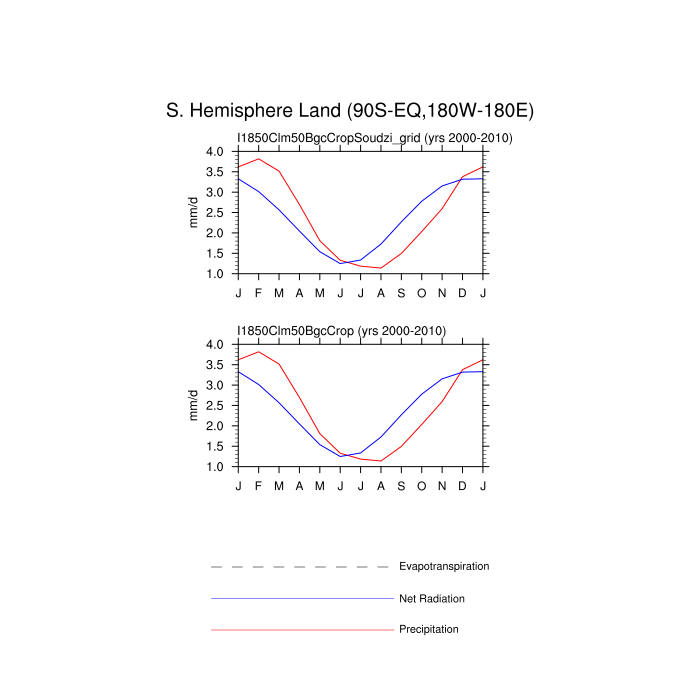 S. Hemisphere Land (90S-EQ,180W-180E)
I1850Clm50BgcCropSoudzi_grid (yrs 2000-2010)
4.0
3.5
3.0
2.5
2.0
1.5
1.0
mm/d
J F M A M J J A S O N D J
I1850Clm50BgcCrop (yrs 2000-2010)
4.0
3.5
3.0
2.5
2.0
1.5
1.0
mm/d
J F M A M J J A S O N D J
Evapotranspiration
Net Radiation
Precipitation